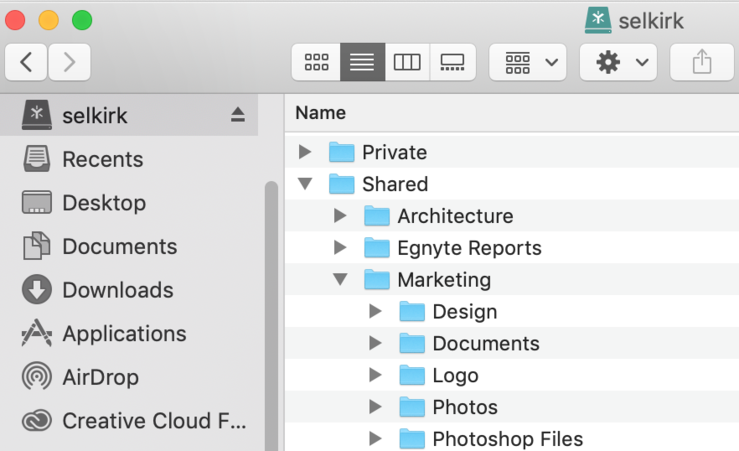 selkirk
selkirk
Recents
Desktop
Documents
Downloads
Applications
AirDrop
Creative Cloud F...
Name
Private
Shared
Architecture
Egnyte Reports
Marketing
Design
Documents
Logo
Photos
Photoshop Files